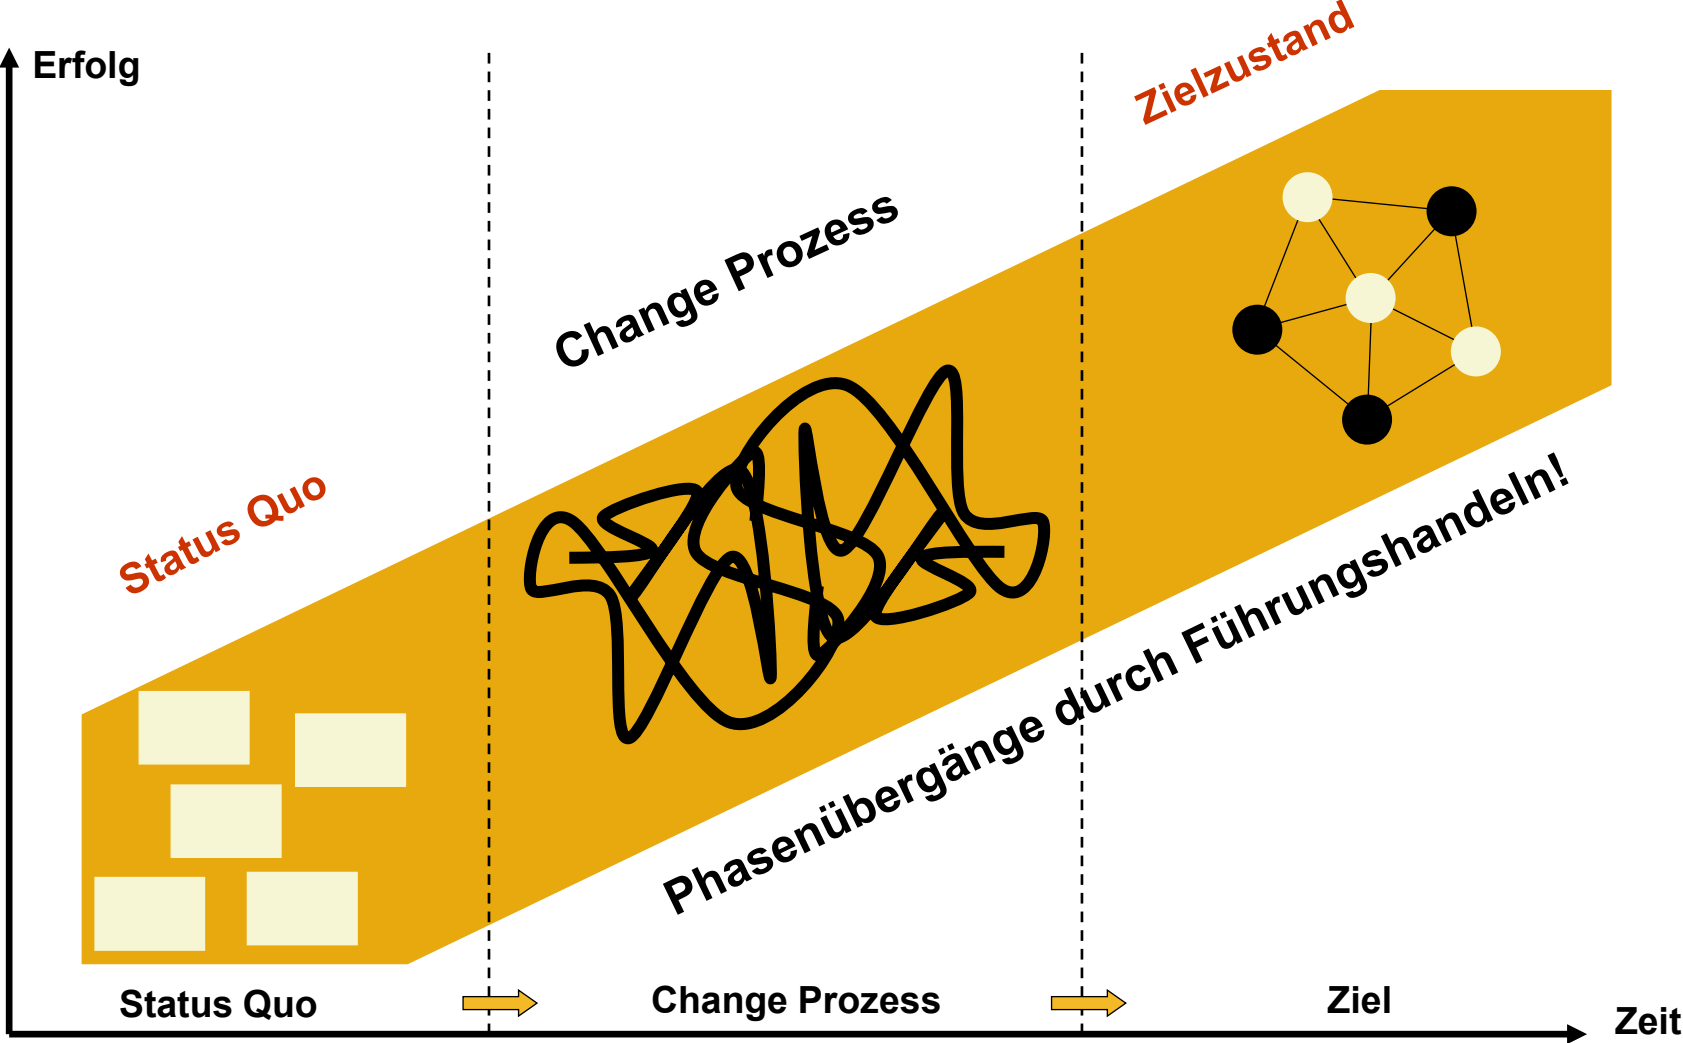 Erfolg
Zielzustand
Change Prozess
Status Quo
Phasenübergänge durch Führungshandeln!
Status Quo
Change Prozess
Ziel
Zeit